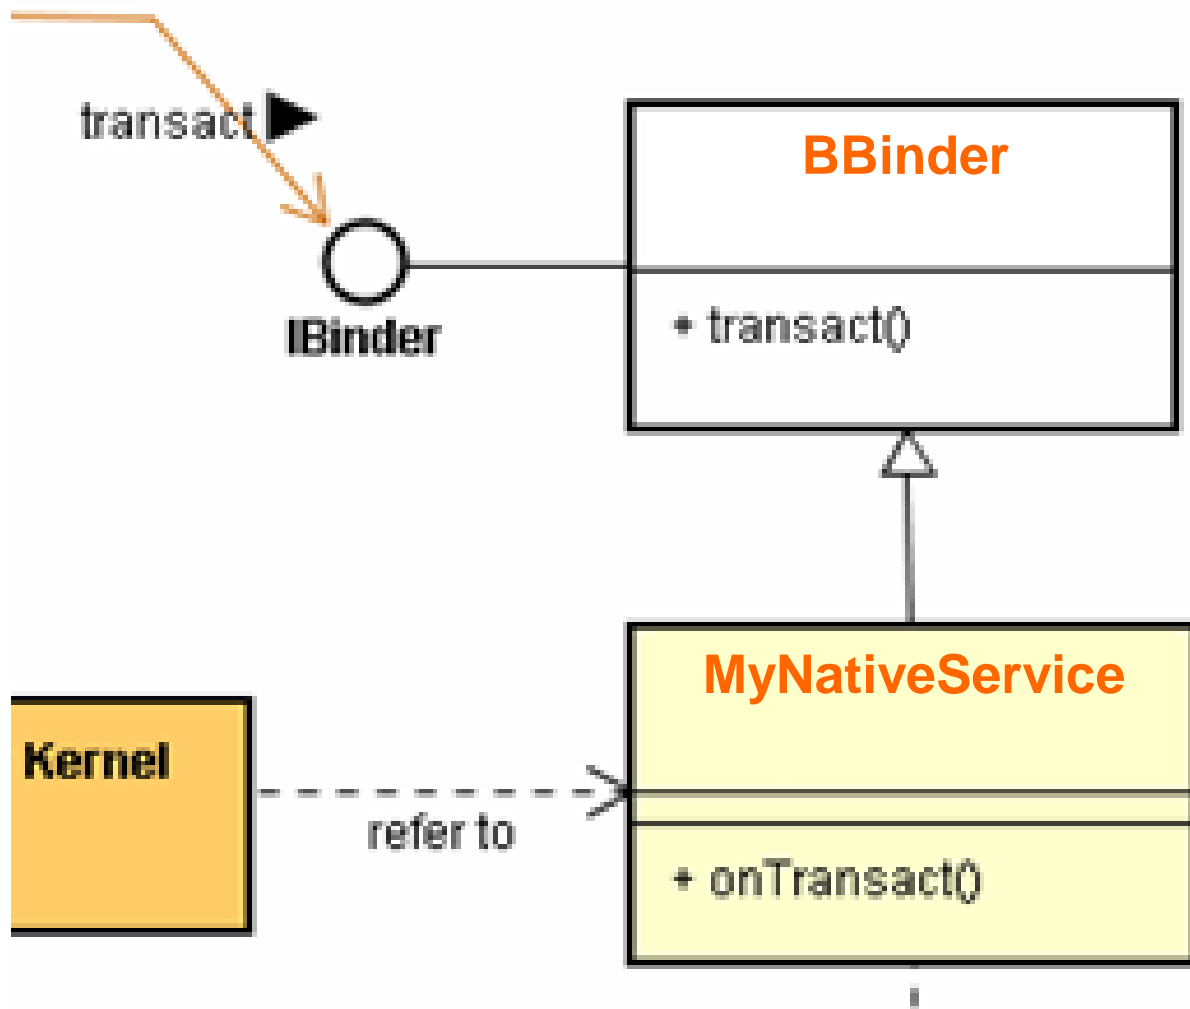 transact
BBinder
+ transact()
IBinder
MyNativeService
Kernel
refer to
+ onTransact()